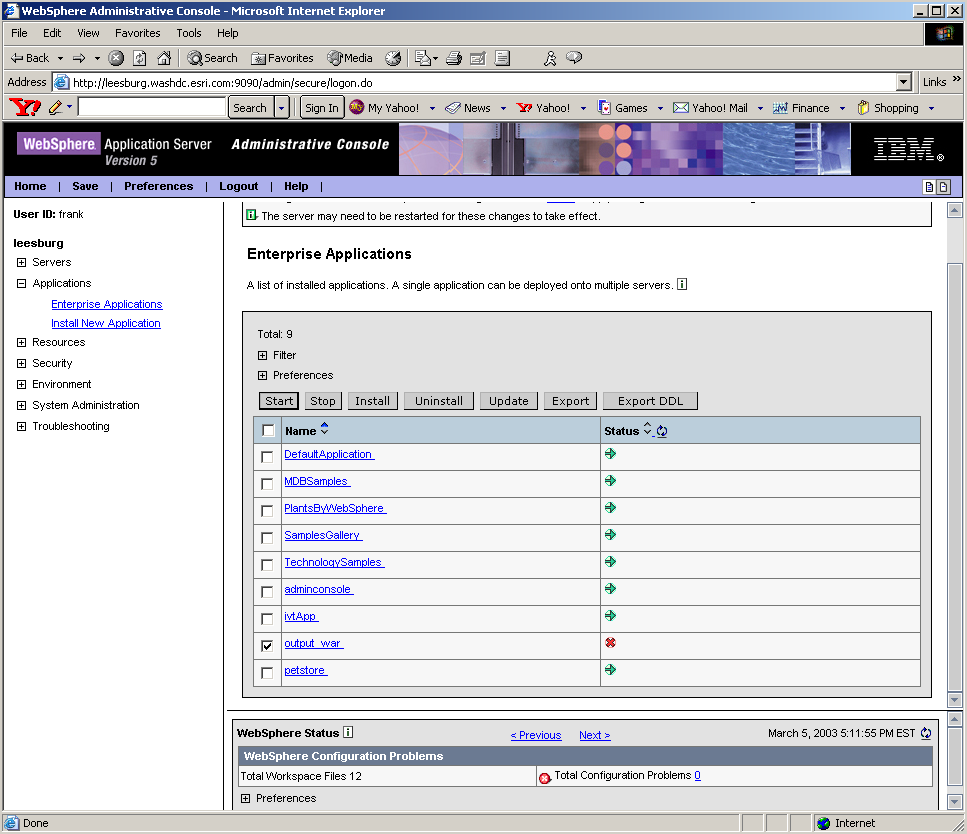 WebSphere Administrative Console - Microsoft Internet Explorer
File Edit View Favorites Tools Help
Back Search Favorites Media
Address http://leesburg.washdc.esri.com:9090/admin/secure/logon.do Links »
Y! Search Sign In My Yahoo! News Yahoo! Games Yahoo! Mail Finance Shopping
WebSphere Application Server Administrative Console IBM
Version 5
Home | Save | Preferences | Logout | Help |
User ID: frank
The server may need to be restarted for these changes to take effect.
leesburg
Servers
Applications
Enterprise Applications
Install New Application
Resources
Security
Environment
System Administration
Troubleshooting
Enterprise Applications
A list of installed applications. A single application can be deployed onto multiple servers. i
Total: 9
Filter
Preferences
Start Stop Install Uninstall Update Export Export DDL
Name Status
DefaultApplication
MDBSamples
PlantsByWebSphere
SamplesGallery
TechnologySamples
adminconsole
ivtApp
output_war
petstore
WebSphere Status i < Previous Next > March 5, 2003 5:11:55 PM EST
WebSphere Configuration Problems
Total Workspace Files 12 Total Configuration Problems 0
Preferences
Done Internet